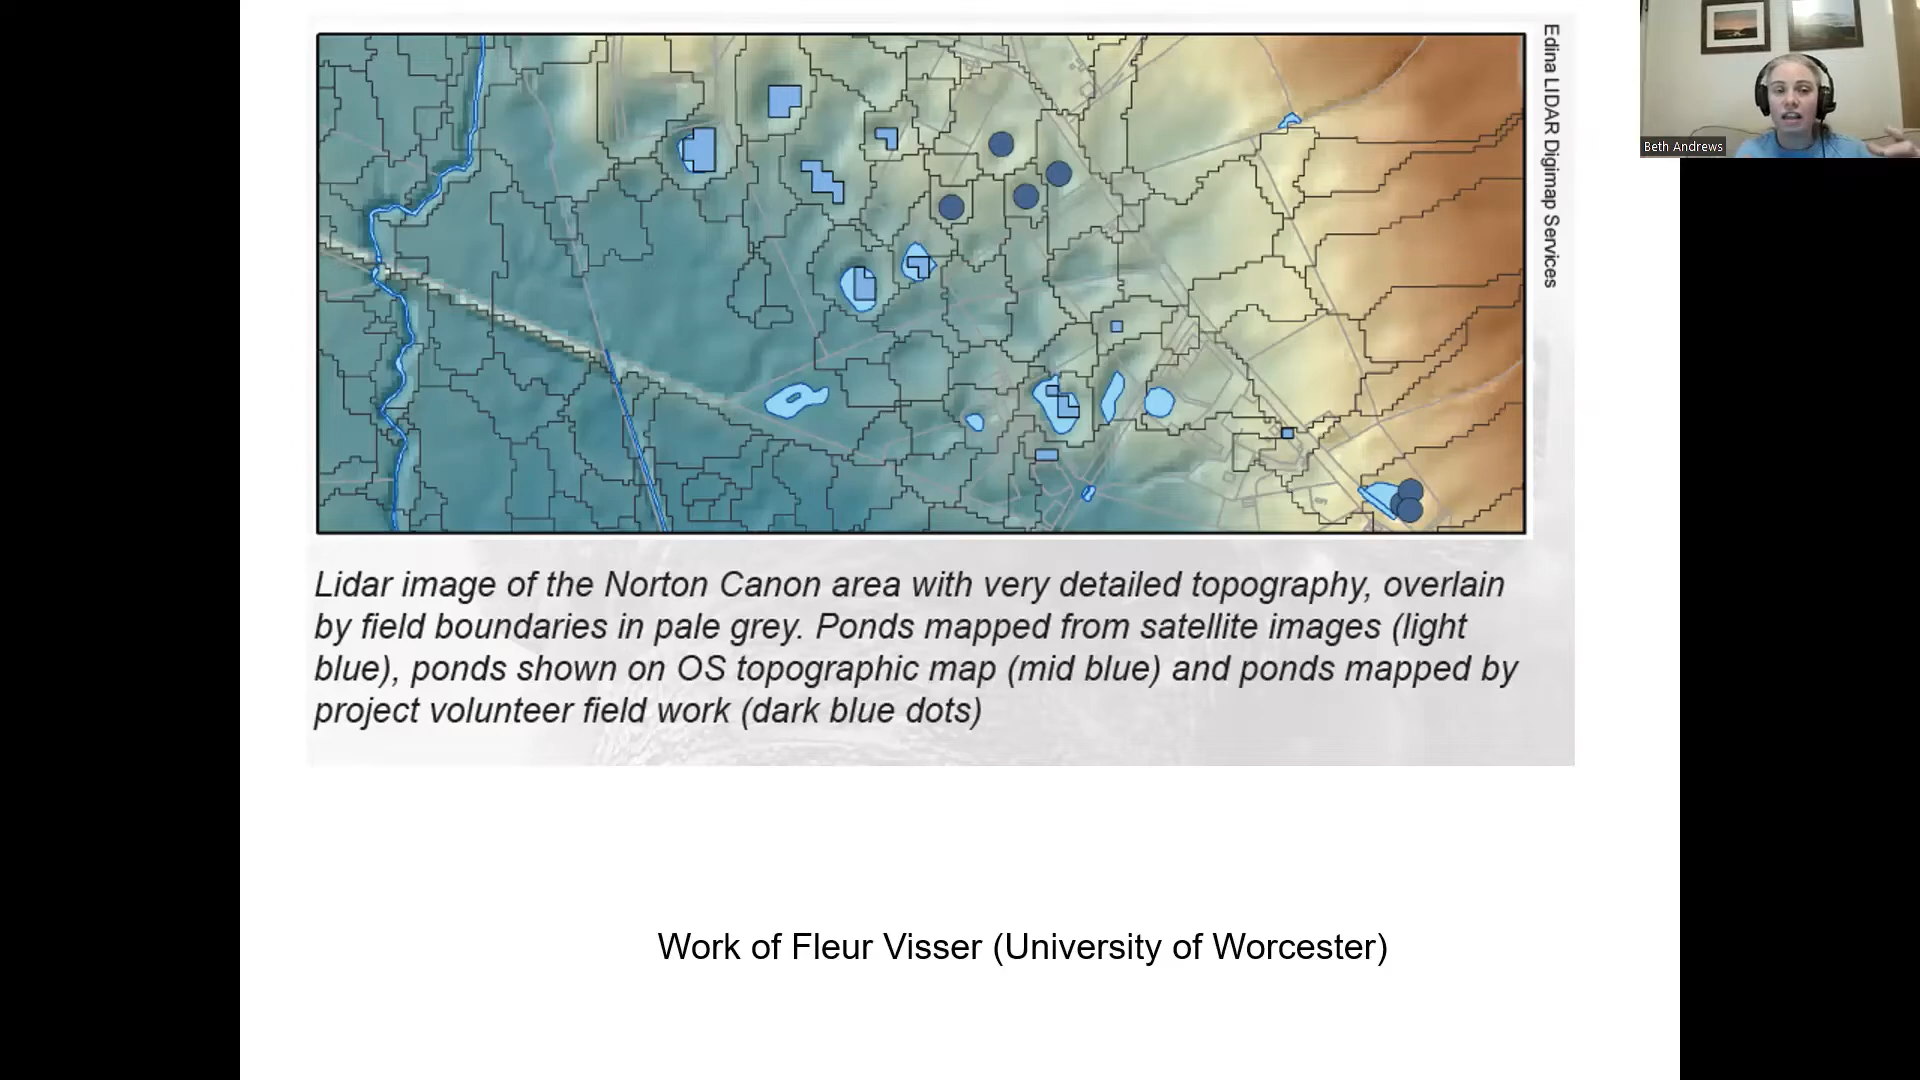 Edina LIDAR Digimap Services
Beth Andrews
Lidar image of the Norton Canon area with very detailed topography, overlain
by field boundaries in pale grey. Ponds mapped from satellite images (light
blue), ponds shown on OS topographic map (mid blue) and ponds mapped by
project volunteer field work (dark blue dots)
Work of Fleur Visser (University of Worcester)